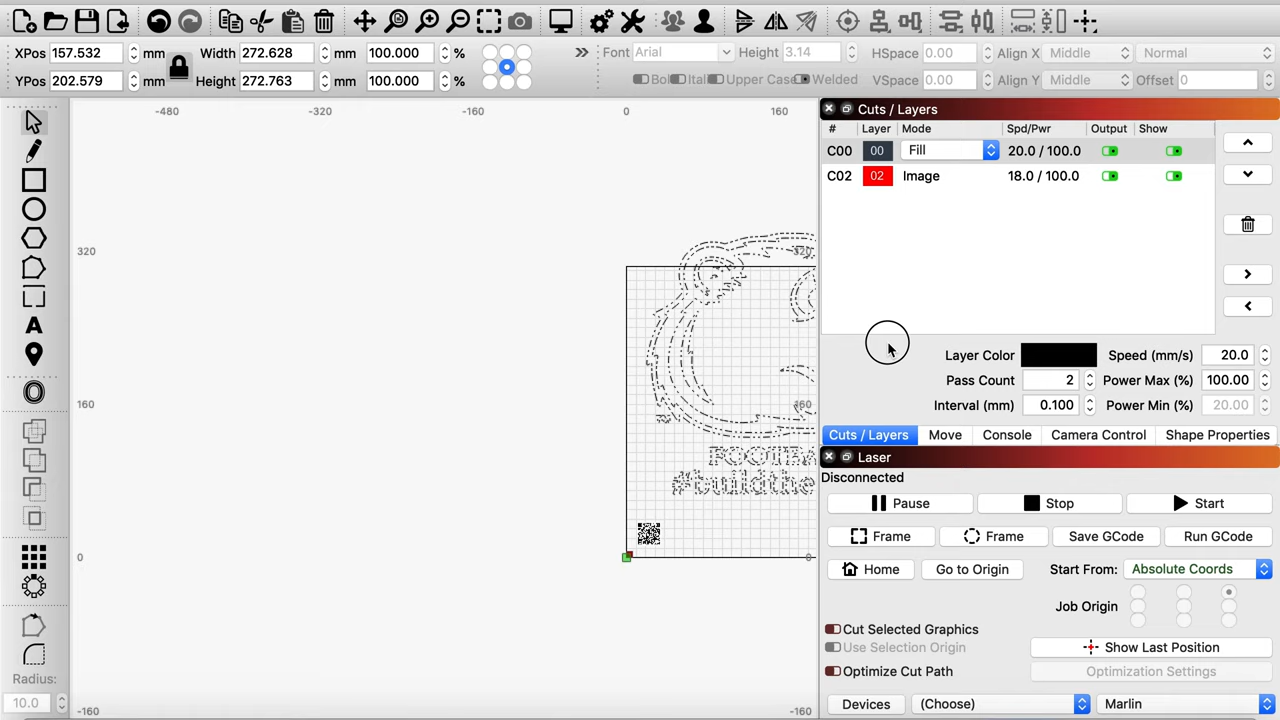 XPos 157.532 mm Width 272.628 mm 100.000 % Font Arial Height 3.14 HSpace 0.00 Align X Middle Normal
YPos 202.579 mm Height 272.763 mm 100.000 % Bol Itali Upper Case Welded VSpace 0.00 Align Y Middle Offset 0
-480 -320 -160 0 160
Cuts / Layers
# Layer Mode Spd/Pwr Output Show
C00 00 Fill 20.0 / 100.0
C02 02 Image 18.0 / 100.0
320 320
Layer Color Speed (mm/s) 20.0
Pass Count 2 Power Max (%) 100.00
160 160 Interval (mm) 0.100 Power Min (%) 20.00
Cuts / Layers Move Console Camera Control Shape Properties
Laser
Disconnected
#buildthe
Pause Stop Start
Frame Frame Save GCode Run GCode
0 0
Home Go to Origin Start From: Absolute Coords
Job Origin
Cut Selected Graphics
Use Selection Origin Show Last Position
Optimize Cut Path Optimization Settings
Radius:
10.0
Devices (Choose) Marlin
-160 -160